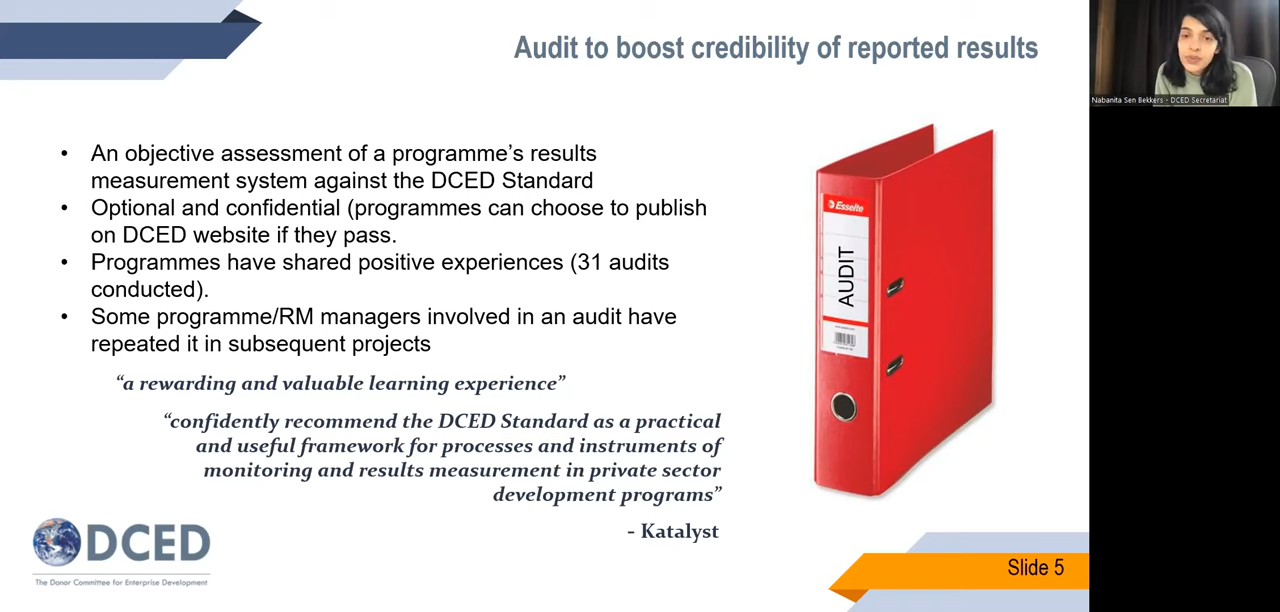 Audit to boost credibility of reported results
Nabanita Sen Bekkers - DCED Secretariat
• An objective assessment of a programme’s results
measurement system against the DCED Standard
• Optional and confidential (programmes can choose to publish
on DCED website if they pass.
• Programmes have shared positive experiences (31 audits
conducted).
• Some programme/RM managers involved in an audit have
repeated it in subsequent projects
“a rewarding and valuable learning experience”
“confidently recommend the DCED Standard as a practical
and useful framework for processes and instruments of
monitoring and results measurement in private sector
development programs”
- Katalyst
Esselte
AUDIT
DCED
The Donor Committee for Enterprise Development
Slide 5